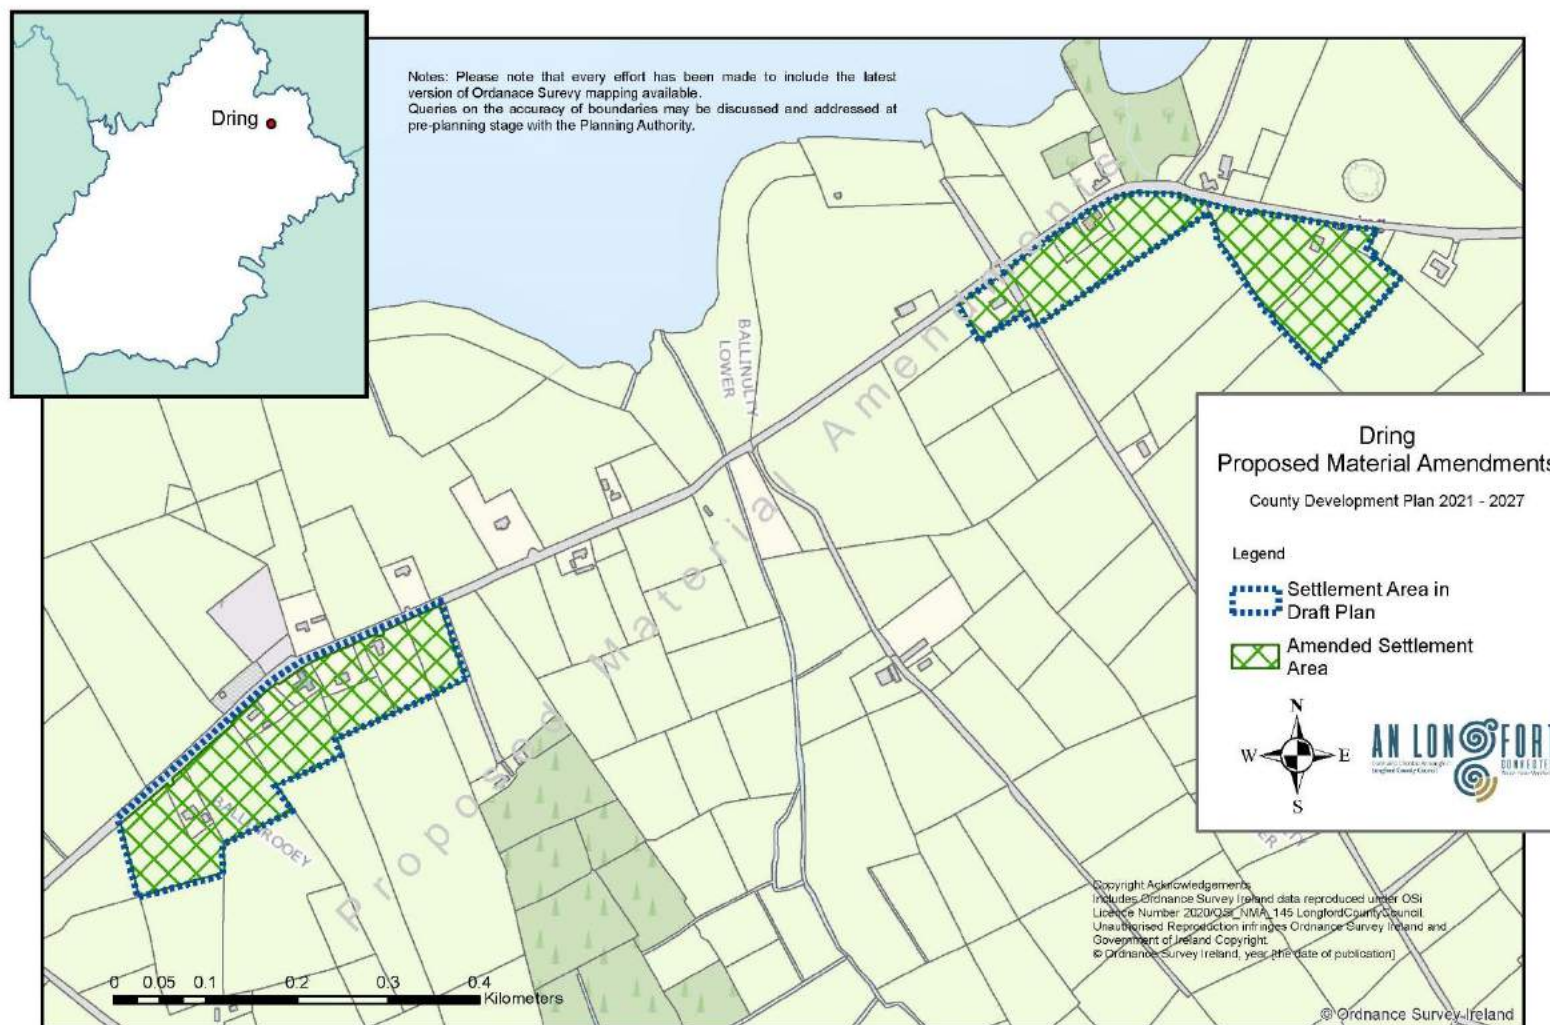 Dring
Notes: Please note that every effort has been made to include the latest
version of Ordanace Surevy mapping available.
Queries on the accuracy of boundaries may be discussed and addressed at
pre-planning stage with the Planning Authority.
BALLINULTY
LOWER
Proposed Material Amendments
Dring
Proposed Material Amendments
County Development Plan 2021 - 2027
Legend
Settlement Area in
Draft Plan
Amended Settlement
Area
N
W
E
S
AN LONGFORT
Longford County Council
Copyright Acknowledgements
Includes Ordnance Survey Ireland data reproduced under OSi
Licence Number 2020/OSi_NMA_145 LongfordCountyCouncil.
Unauthorised Reproduction infringes Ordnance Survey Ireland and
Government of Ireland Copyright.
© Ordnance Survey Ireland, year [the date of publication]
0 0.05 0.1 0.2 0.3 0.4
Kilometers
© Ordnance Survey Ireland